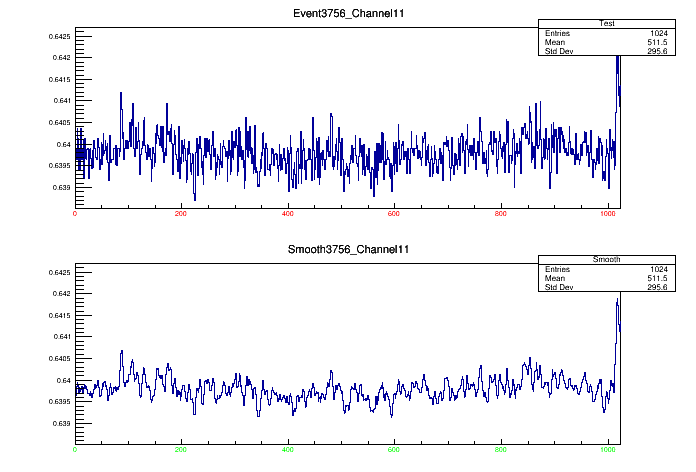 Event3756_Channel11
Test
Entries 1024
Mean 511.5
Std Dev 295.6
0.6425
0.642
0.6415
0.641
0.6405
0.64
0.6395
0.639
0 200 400 600 800 1000
Smooth3756_Channel11
Smooth
Entries 1024
Mean 511.5
Std Dev 295.6
0.6425
0.642
0.6415
0.641
0.6405
0.64
0.6395
0.639
0 200 400 600 800 1000